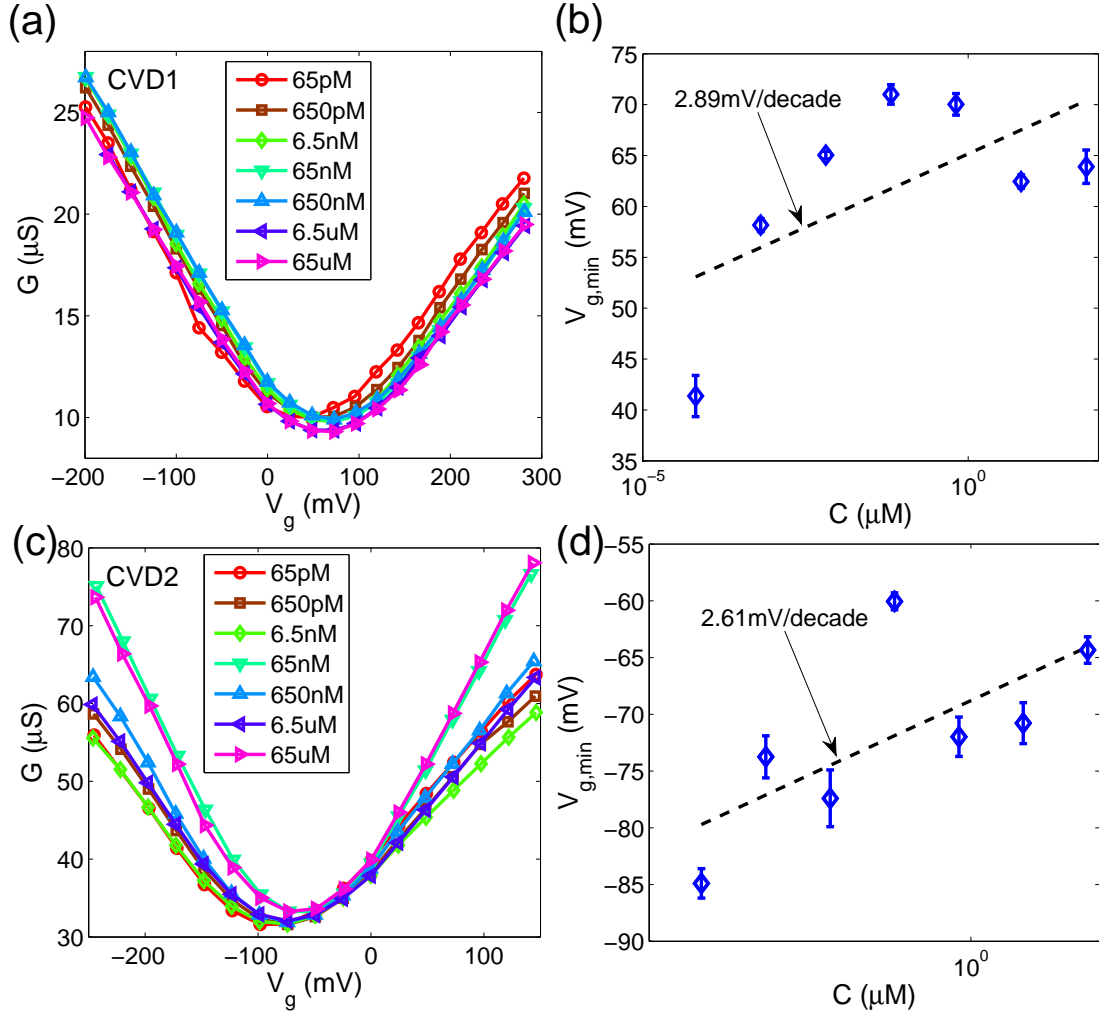 (a)
CVD1
65pM
650pM
6.5nM
65nM
650nM
6.5uM
65uM
G (μS)
25
20
15
10
−200 −100 0 100 200 300
V_g (mV)
(b)
2.89mV/decade
V_g,min (mV)
75
70
65
60
55
50
45
40
35
10^−5 10^0
C (μM)
(c)
CVD2
65pM
650pM
6.5nM
65nM
650nM
6.5uM
65uM
G (μS)
80
70
60
50
40
30
−200 −100 0 100
V_g (mV)
(d)
2.61mV/decade
V_g,min (mV)
−55
−60
−65
−70
−75
−80
−85
−90
10^0
C (μM)